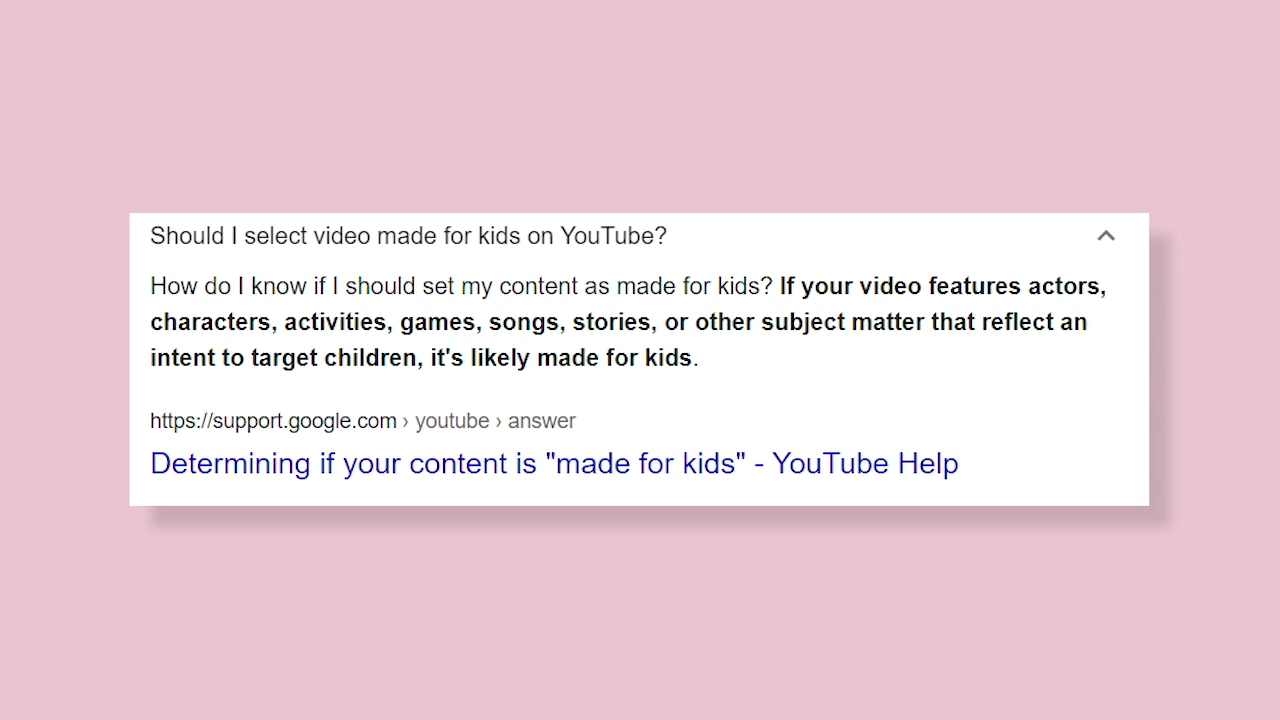 Should I select video made for kids on YouTube?
How do I know if I should set my content as made for kids? If your video features actors,
characters, activities, games, songs, stories, or other subject matter that reflect an
intent to target children, it's likely made for kids.
https://support.google.com › youtube › answer
Determining if your content is "made for kids" - YouTube Help